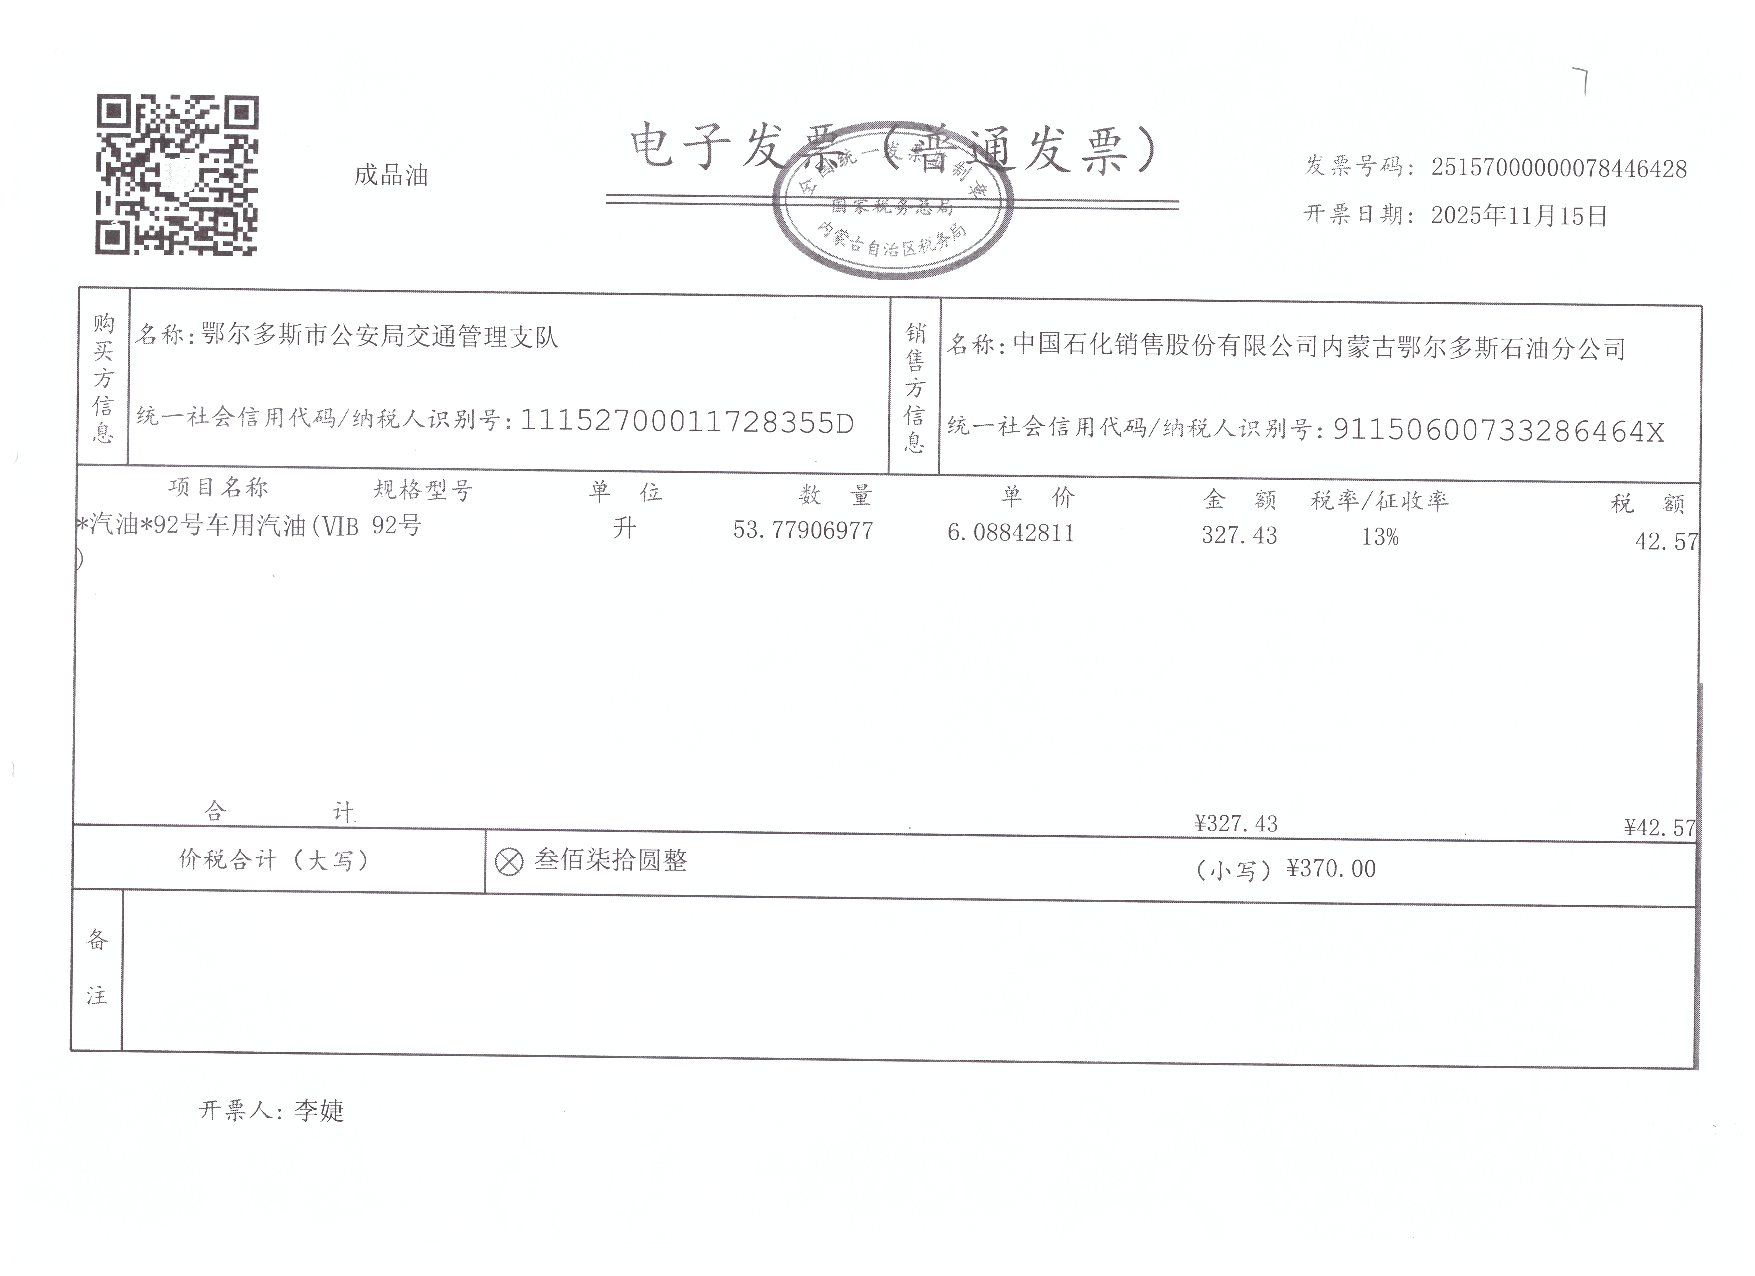 7
电子发票（普通发票）
成品油
全国统一发票监制章
国家税务总局
内蒙古自治区税务局
发票号码：25157000000078446428
开票日期：2025年11月15日
购买方信息
名称：鄂尔多斯市公安局交通管理支队
统一社会信用代码/纳税人识别号：11152700011728355D
销售方信息
名称：中国石化销售股份有限公司内蒙古鄂尔多斯石油分公司
统一社会信用代码/纳税人识别号：91150600733286464X
项目名称 规格型号 单 位 数 量 单 价 金 额 税率/征收率 税 额
*汽油*92号车用汽油(ⅥB 92号 升 53.77906977 6.08842811 327.43 13% 42.57
)
合 计 ¥327.43 ¥42.57
价税合计（大写） ⊗ 叁佰柒拾圆整 （小写）¥370.00
备注
开票人：李婕